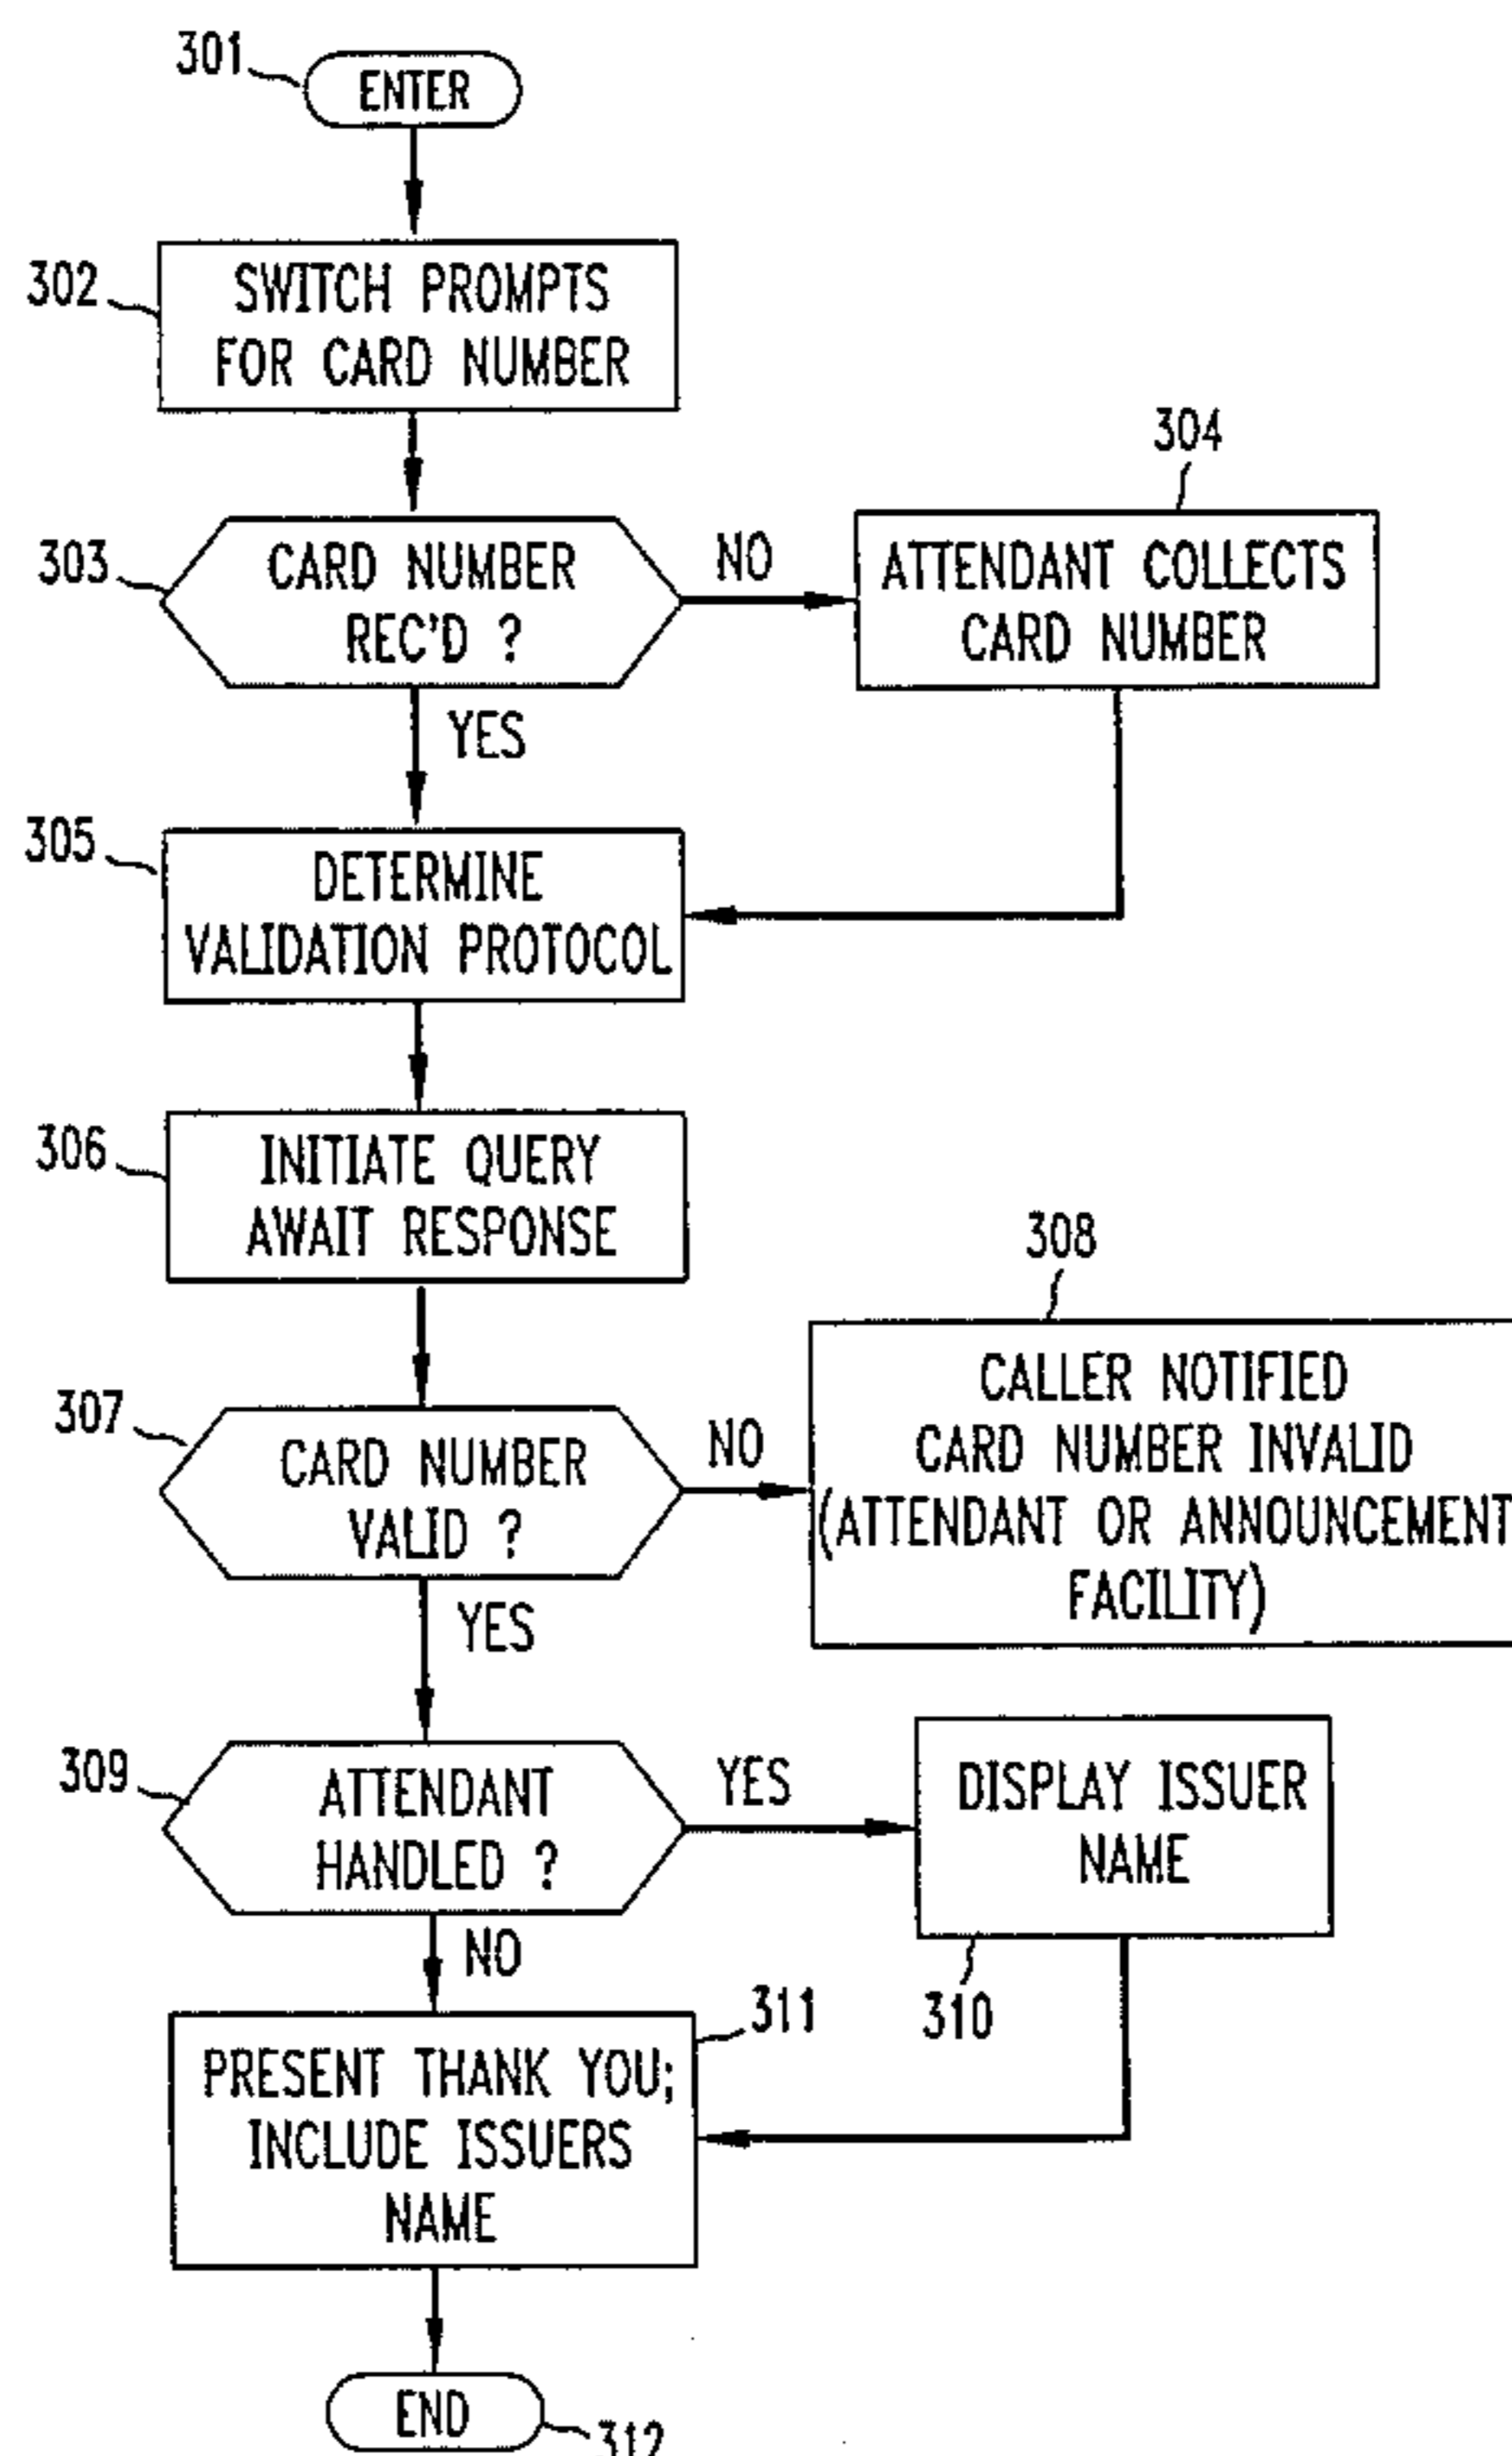 301
ENTER
302
SWITCH PROMPTS
FOR CARD NUMBER
303
CARD NUMBER
REC'D ?
NO
304
ATTENDANT COLLECTS
CARD NUMBER
YES
305
DETERMINE
VALIDATION PROTOCOL
306
INITIATE QUERY
AWAIT RESPONSE
307
CARD NUMBER
VALID ?
NO
308
CALLER NOTIFIED
CARD NUMBER INVALID
(ATTENDANT OR ANNOUNCEMENT
FACILITY)
YES
309
ATTENDANT
HANDLED ?
YES
DISPLAY ISSUER
NAME
310
NO
311
PRESENT THANK YOU;
INCLUDE ISSUERS
NAME
END
312